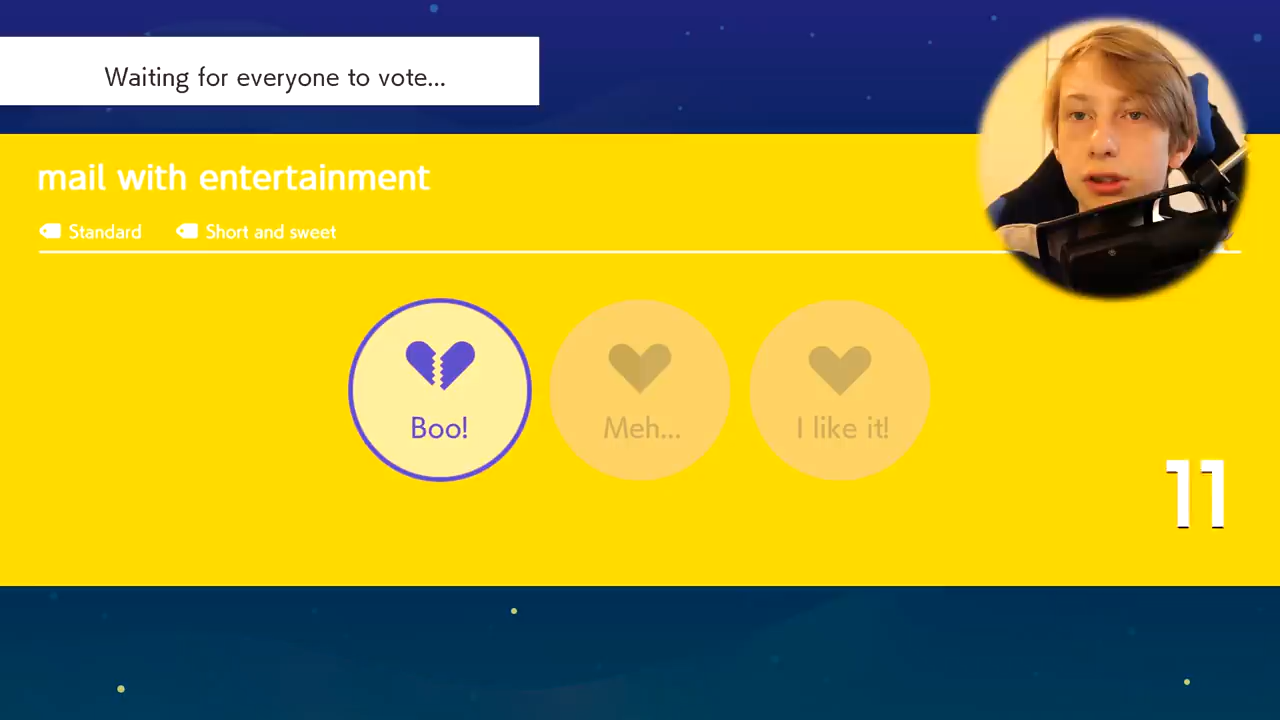 Waiting for everyone to vote...
mail with entertainment
Standard Short and sweet
Boo! Meh... I like it!
11